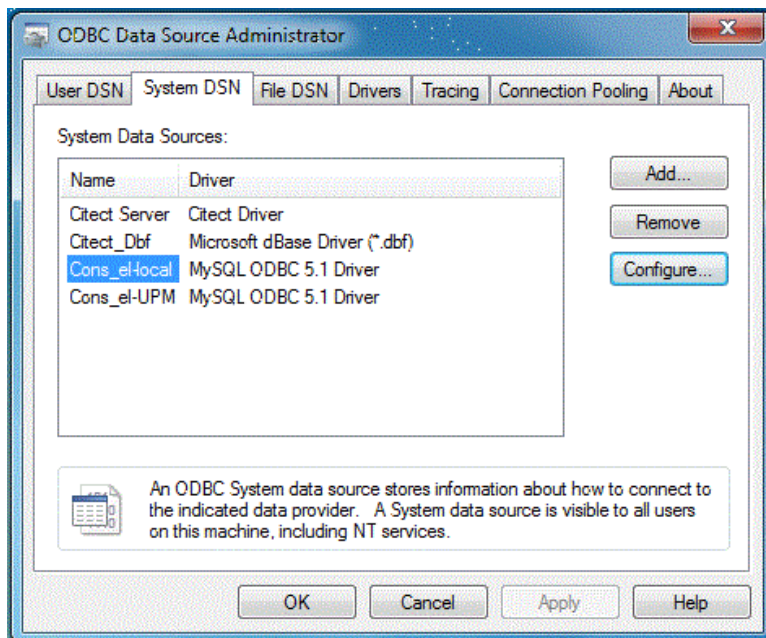 ODBC Data Source Administrator
User DSN System DSN File DSN Drivers Tracing Connection Pooling About
System Data Sources:
Name Driver
Citect Server Citect Driver
Citect_Dbf Microsoft dBase Driver (*.dbf)
Cons_el-local MySQL ODBC 5.1 Driver
Cons_el-UPM MySQL ODBC 5.1 Driver
Add...
Remove
Configure...
An ODBC System data source stores information about how to connect to
the indicated data provider. A System data source is visible to all users
on this machine, including NT services.
OK Cancel Apply Help